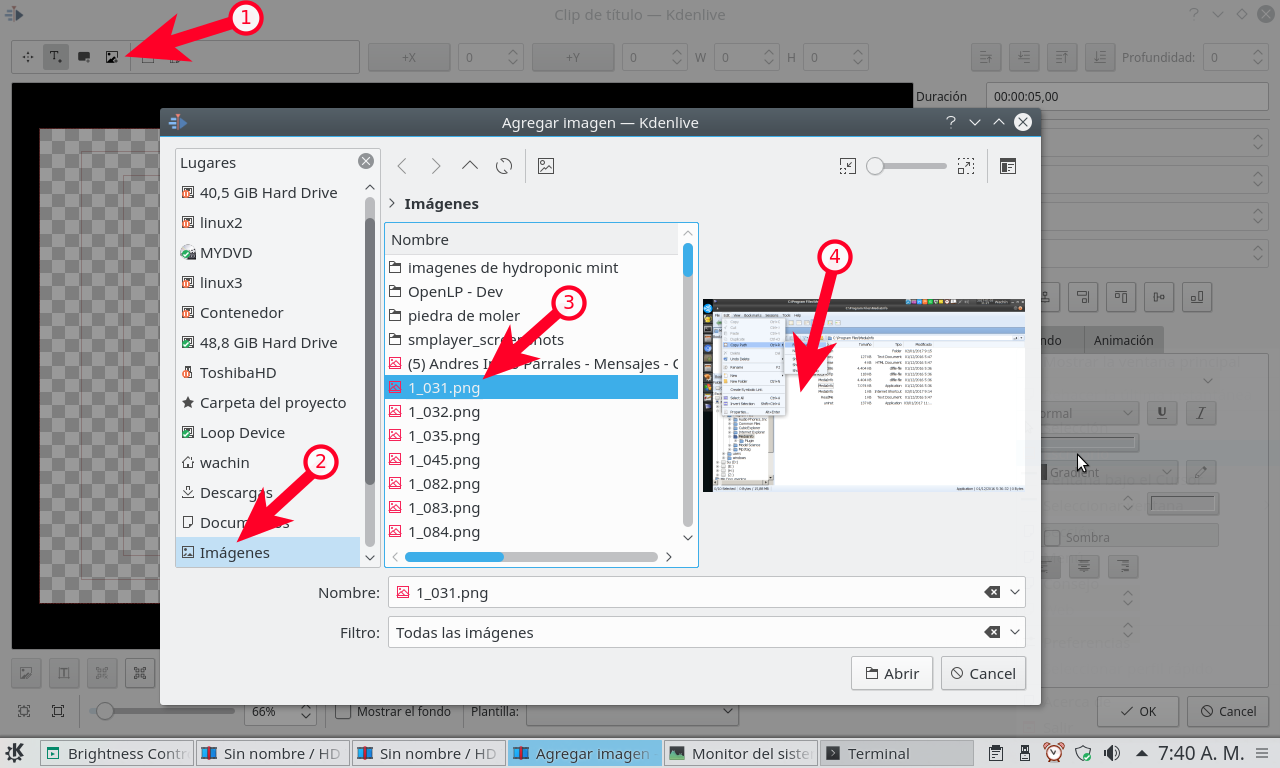 Clip de título — Kdenlive
1
+X 0 +Y 0 W 0 H 0 Profundidad: 0
Duración 00:00:05,00
Agregar imagen — Kdenlive
Lugares
40,5 GiB Hard Drive
linux2
MYDVD
linux3
Contenedor
48,8 GiB Hard Drive
TribaHD
Carpeta del proyecto
Loop Device
wachin
Descargas
Documentos
Imágenes
2
Imágenes
Nombre
imagenes de hydroponic mint
OpenLP - Dev
piedra de moler
smplayer_screenshots
(5) Andres Parrales - Mensajes - C
1_031.png
1_032.png
1_035.png
1_045.png
1_082.png
1_083.png
1_084.png
3
4
Animación
Gradient
Sombra
Nombre: 1_031.png
Filtro: Todas las imágenes
Abrir Cancel
66% Mostrar el fondo Plantilla: OK Cancel
Brightness Contr Sin nombre / HD Sin nombre / HD Agregar imagen Monitor del siste Terminal 7:40 A. M.